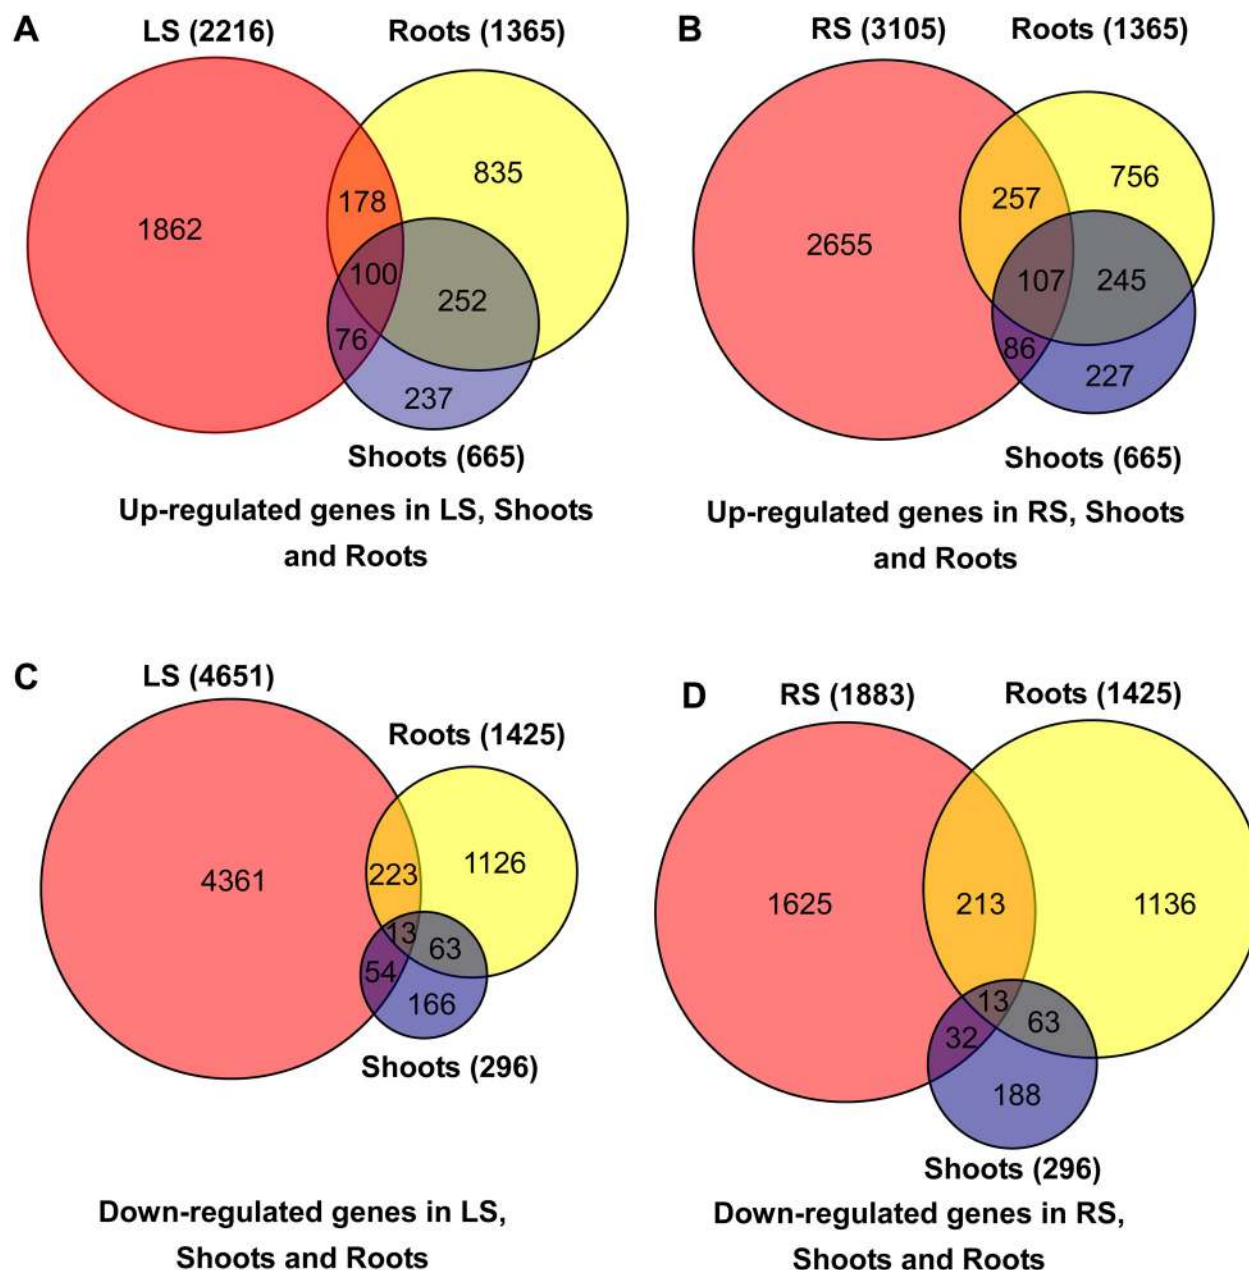 A
LS (2216)
Roots (1365)
1862
178
835
100
252
76
237
Shoots (665)
Up-regulated genes in LS, Shoots
and Roots
B
RS (3105)
Roots (1365)
2655
257
756
107
245
86
227
Shoots (665)
Up-regulated genes in RS, Shoots
and Roots
C
LS (4651)
Roots (1425)
4361
223
1126
13
63
54
166
Shoots (296)
Down-regulated genes in LS,
Shoots and Roots
D
RS (1883)
Roots (1425)
1625
213
1136
13
63
32
188
Shoots (296)
Down-regulated genes in RS,
Shoots and Roots